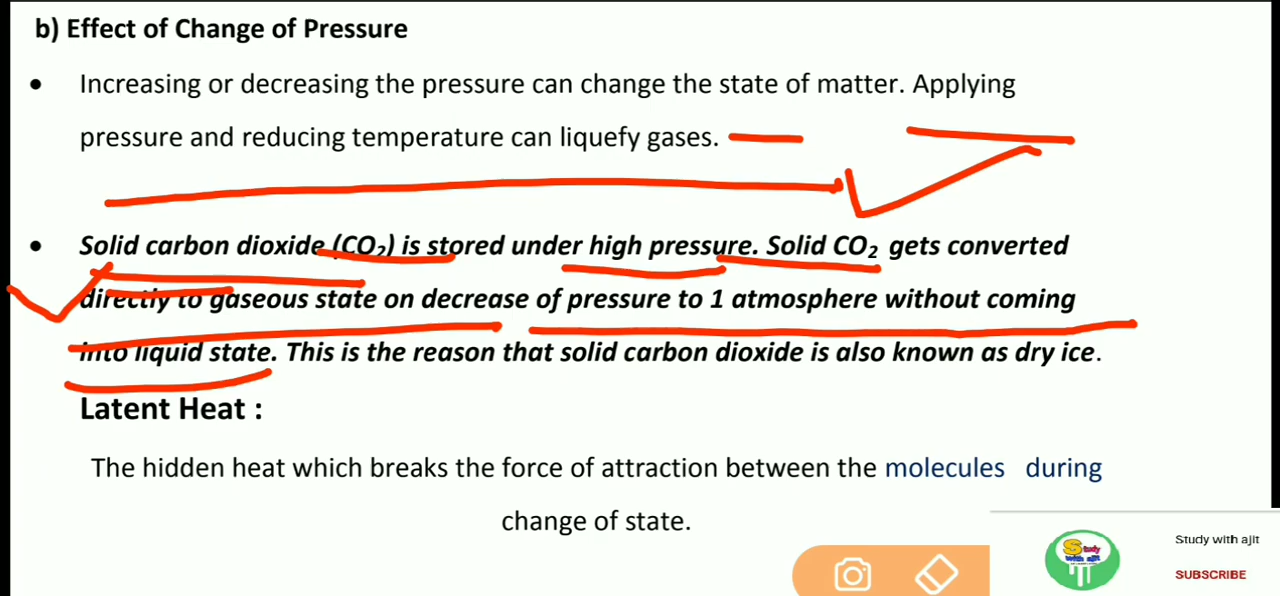 b) Effect of Change of Pressure
• Increasing or decreasing the pressure can change the state of matter. Applying
pressure and reducing temperature can liquefy gases.
• Solid carbon dioxide (CO₂) is stored under high pressure. Solid CO₂ gets converted
directly to gaseous state on decrease of pressure to 1 atmosphere without coming
into liquid state. This is the reason that solid carbon dioxide is also known as dry ice.
Latent Heat :
The hidden heat which breaks the force of attraction between the molecules during
change of state.
Study with ajit
Study with ajit
SUBSCRIBE